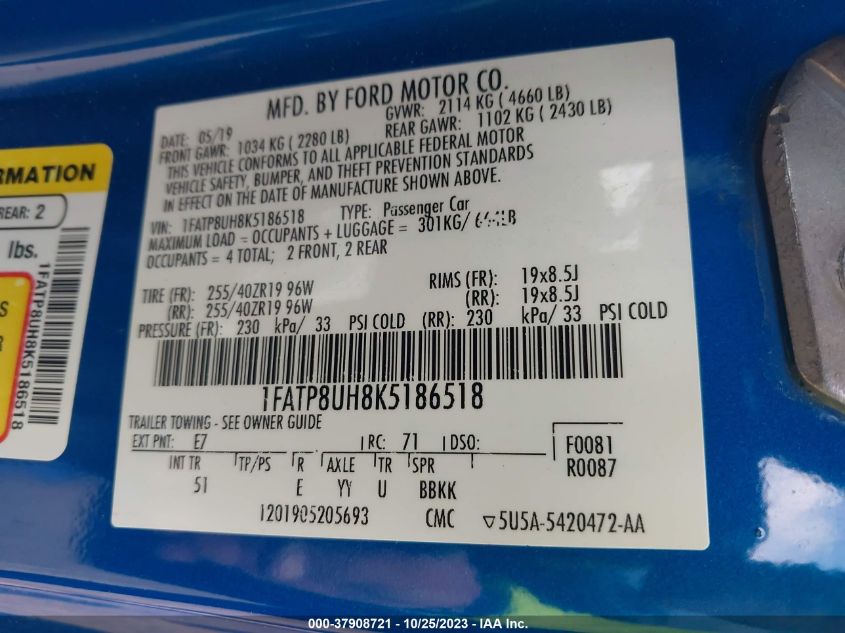 MFD. BY FORD MOTOR CO.
DATE: 05/19 GVWR: 2114 KG ( 4660 LB)
FRONT GAWR: 1034 KG ( 2280 LB) REAR GAWR: 1102 KG ( 2430 LB)
THIS VEHICLE CONFORMS TO ALL APPLICABLE FEDERAL MOTOR
VEHICLE SAFETY, BUMPER, AND THEFT PREVENTION STANDARDS
IN EFFECT ON THE DATE OF MANUFACTURE SHOWN ABOVE.
VIN: 1FATP8UH8K5186518 TYPE: Passenger Car
MAXIMUM LOAD = OCCUPANTS + LUGGAGE = 301KG/
OCCUPANTS = 4 TOTAL; 2 FRONT, 2 REAR
TIRE (FR): 255/40ZR19 96W RIMS (FR): 19x8.5J
(RR): 255/40ZR19 96W (RR): 19x8.5J
PRESSURE (FR): 230 kPa/ 33 PSI COLD (RR): 230 kPa/ 33 PSI COLD
1FATP8UH8K5186518
TRAILER TOWING - SEE OWNER GUIDE
EXT PNT: E7 RC: 71 DSO: F0081
INT TR TP/PS R AXLE TR SPR R0087
51 E YY U BBKK
1201905205693 CMC ▽5U5A-5420472-AA
RMATION
REAR: 2
lbs.
S
R
1FATP8UH8K5186518
000-37908721 - 10/25/2023 - IAA Inc.